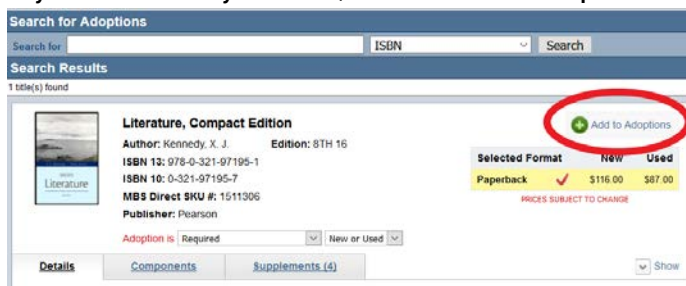 Search for Adoptions
Search for ISBN Search
Search Results
1 title(s) found
Literature, Compact Edition
Add to Adoptions
Author: Kennedy, X. J. Edition: 8TH 16
ISBN 13: 978-0-321-97195-1
Selected Format New Used
ISBN 10: 0-321-97195-7
Paperback $116.00 $87.00
Literature
MBS Direct SKU #: 1511306
PRICES SUBJECT TO CHANGE
Publisher: Pearson
Adoption is Required New or Used
Details Components Supplements (4) Show